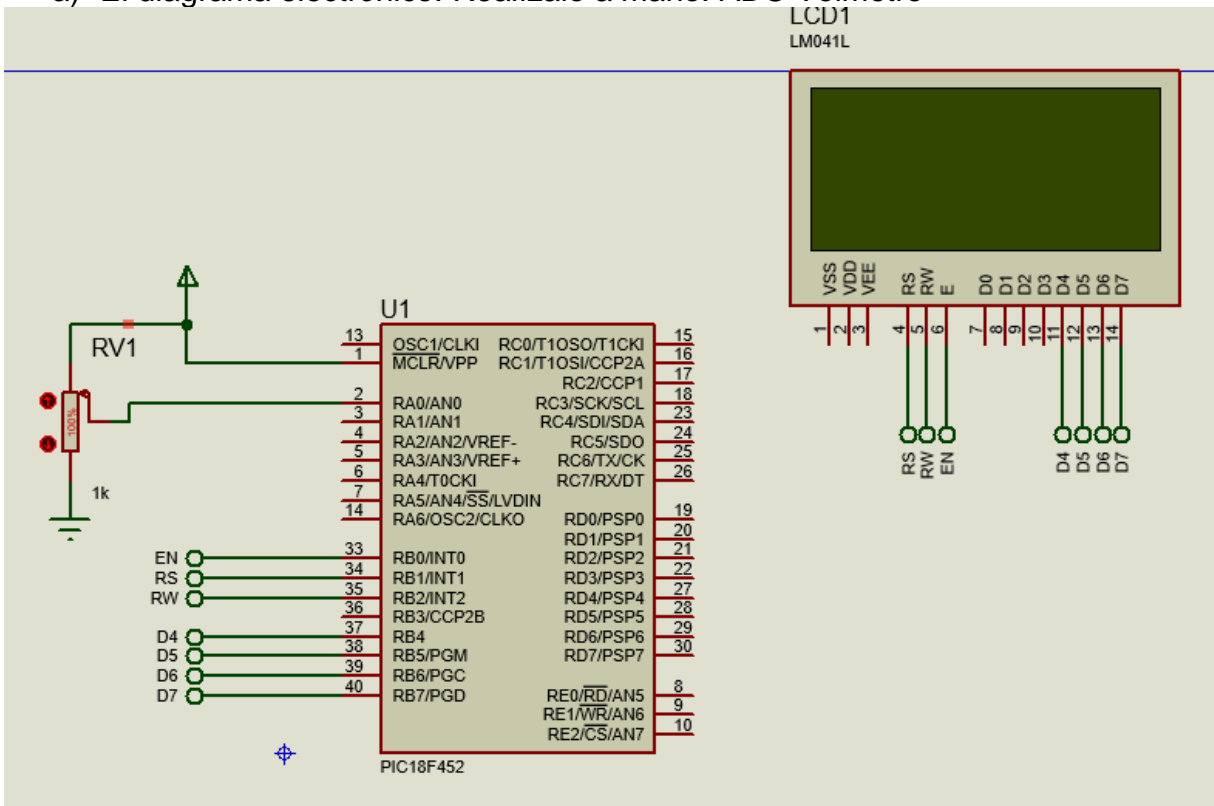 a) El diagrama electrónico. Realízalo a mano. ADC Voltmetro
LCD1
LM041L
VSS
VDD
VEE
RS
RW
E
D0
D1
D2
D3
D4
D5
D6
D7
1
2
3
4
5
6
7
8
9
10
11
12
13
14
RS
RW
EN
D4
D5
D6
D7
RV1
100%
1k
U1
13 OSC1/CLKI RC0/T1OSO/T1CKI 15
1 MCLR/VPP RC1/T1OSI/CCP2A 16
RC2/CCP1 17
2 RA0/AN0 RC3/SCK/SCL 18
3 RA1/AN1 RC4/SDI/SDA 23
4 RA2/AN2/VREF- RC5/SDO 24
5 RA3/AN3/VREF+ RC6/TX/CK 25
6 RA4/T0CKI RC7/RX/DT 26
7 RA5/AN4/SS/LVDIN
14 RA6/OSC2/CLKO RD0/PSP0 19
RD1/PSP1 20
EN 33 RB0/INT0 RD2/PSP2 21
RS 34 RB1/INT1 RD3/PSP3 22
RW 35 RB2/INT2 RD4/PSP4 27
36 RB3/CCP2B RD5/PSP5 28
D4 37 RB4 RD6/PSP6 29
D5 38 RB5/PGM RD7/PSP7 30
D6 39 RB6/PGC
D7 40 RB7/PGD RE0/RD/AN5 8
RE1/WR/AN6 9
RE2/CS/AN7 10
PIC18F452